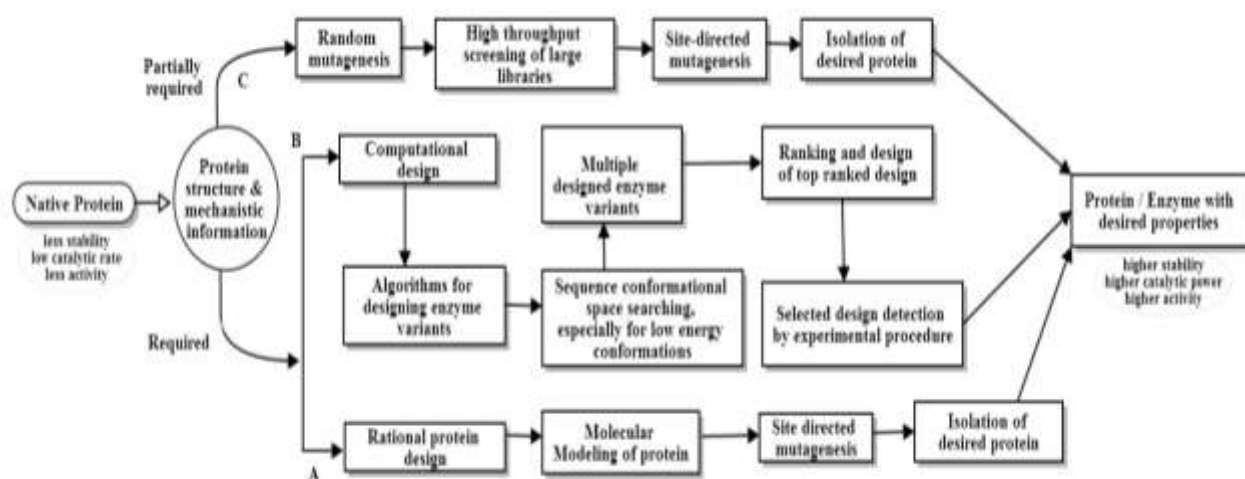 Partially
required
C
Random
mutagenesis
High throughput
screening of large
libraries
Site-directed
mutagenesis
Isolation of
desired protein
Native Protein
less stability
low catalytic rate
less activity
Protein
structure &
mechanistic
information
Required
B
Computational
design
Algorithms for
designing enzyme
variants
Sequence conformational
space searching,
especially for low energy
conformations
Multiple
designed enzyme
variants
Ranking and design
of top ranked design
Selected design detection
by experimental procedure
A
Rational protein
design
Molecular
Modeling of protein
Site directed
mutagenesis
Isolation of
desired protein
Protein / Enzyme with
desired properties
higher stability
higher catalytic power
higher activity